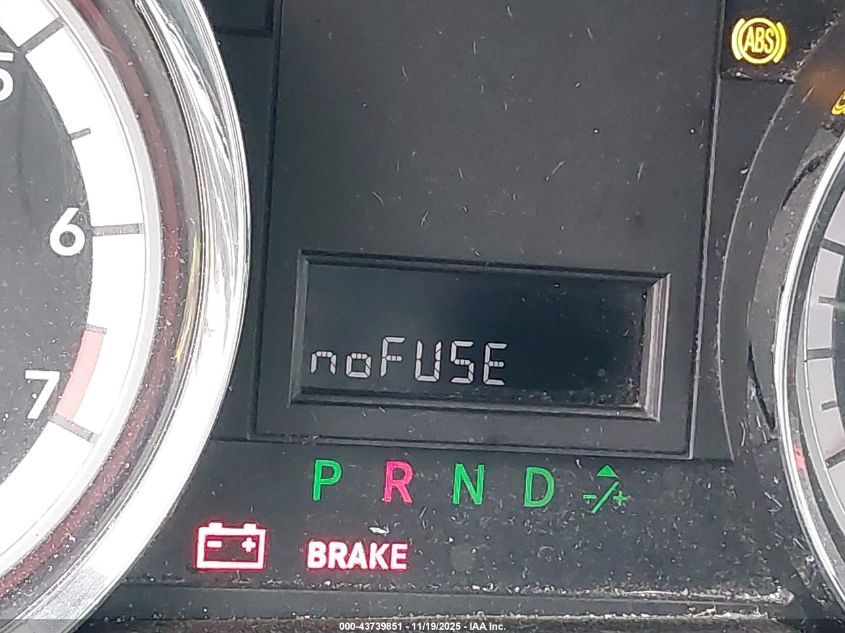 5
ABS
6
noFUSE
7
P R N D -/+
- +
BRAKE
000-43739851 - 11/19/2025 - IAA Inc.